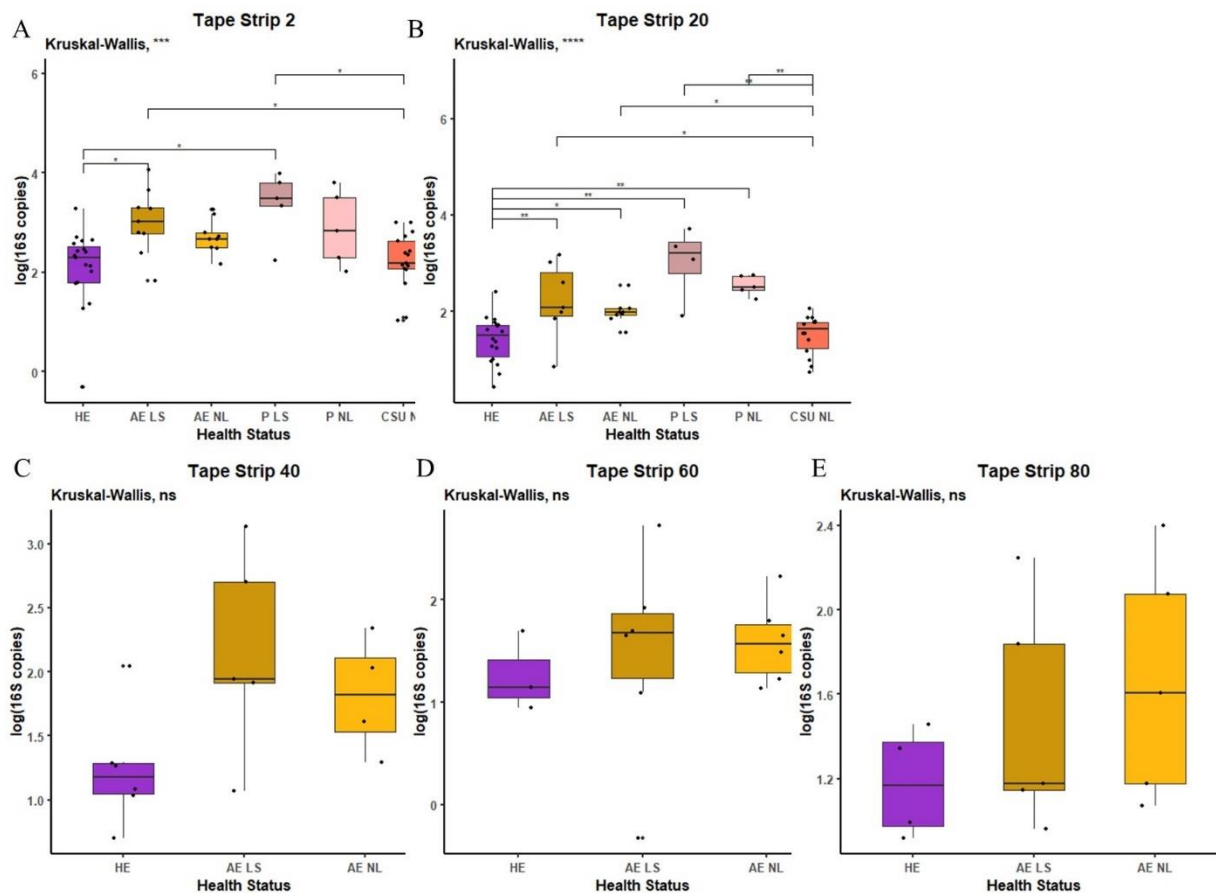 A
Tape Strip 2
Kruskal-Wallis, ***
log(16S copies)
6
4
2
0
*
*
*
*
HE
AE LS
AE NL
P LS
P NL
CSU N
Health Status
B
Tape Strip 20
Kruskal-Wallis, ****
log(16S copies)
6
4
2
**
**
*
*
**
**
*
**
HE
AE LS
AE NL
P LS
P NL
CSU NL
Health Status
C
Tape Strip 40
Kruskal-Wallis, ns
log(16S copies)
3.0
2.5
2.0
1.5
1.0
HE
AE LS
AE NL
Health Status
D
Tape Strip 60
Kruskal-Wallis, ns
log(16S copies)
2
1
0
HE
AE LS
AE NL
Health Status
E
Tape Strip 80
Kruskal-Wallis, ns
log(16S copies)
2.4
2.0
1.6
1.2
HE
AE LS
AE NL
Health Status